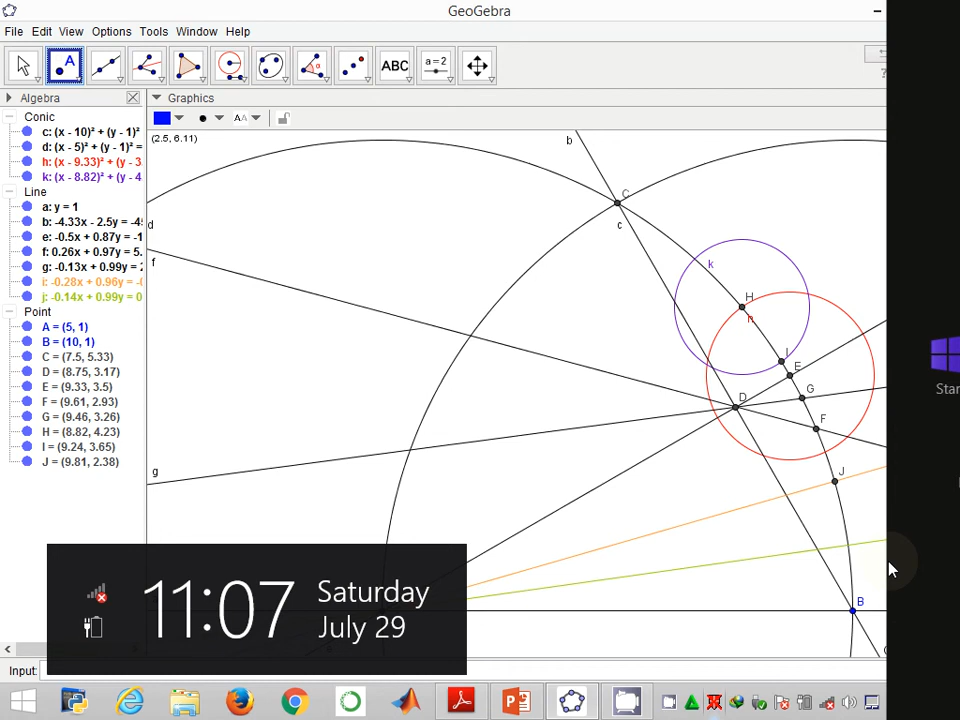 GeoGebra
File Edit View Options Tools Window Help
A
ABC
a = 2
Algebra
Graphics
AA
Conic
c: (x - 10)² + (y - 1)²
d: (x - 5)² + (y - 1)² =
h: (x - 9.33)² + (y - 3
k: (x - 8.82)² + (y - 4
Line
a: y = 1
b: -4.33x - 2.5y = -4
e: -0.5x + 0.87y = -1
f: 0.26x + 0.97y = 5.
g: -0.13x + 0.99y = 2
i: -0.28x + 0.96y = -
j: -0.14x + 0.99y = 0
Point
A = (5, 1)
B = (10, 1)
C = (7.5, 5.33)
D = (8.75, 3.17)
E = (9.33, 3.5)
F = (9.61, 2.93)
G = (9.46, 3.26)
H = (8.82, 4.23)
I = (9.24, 3.65)
J = (9.81, 2.38)
(2.5, 6.11)
b
C
c
d
f
k
H
I
E
D
G
F
g
J
B
Star
11:07
Saturday
July 29
Input: